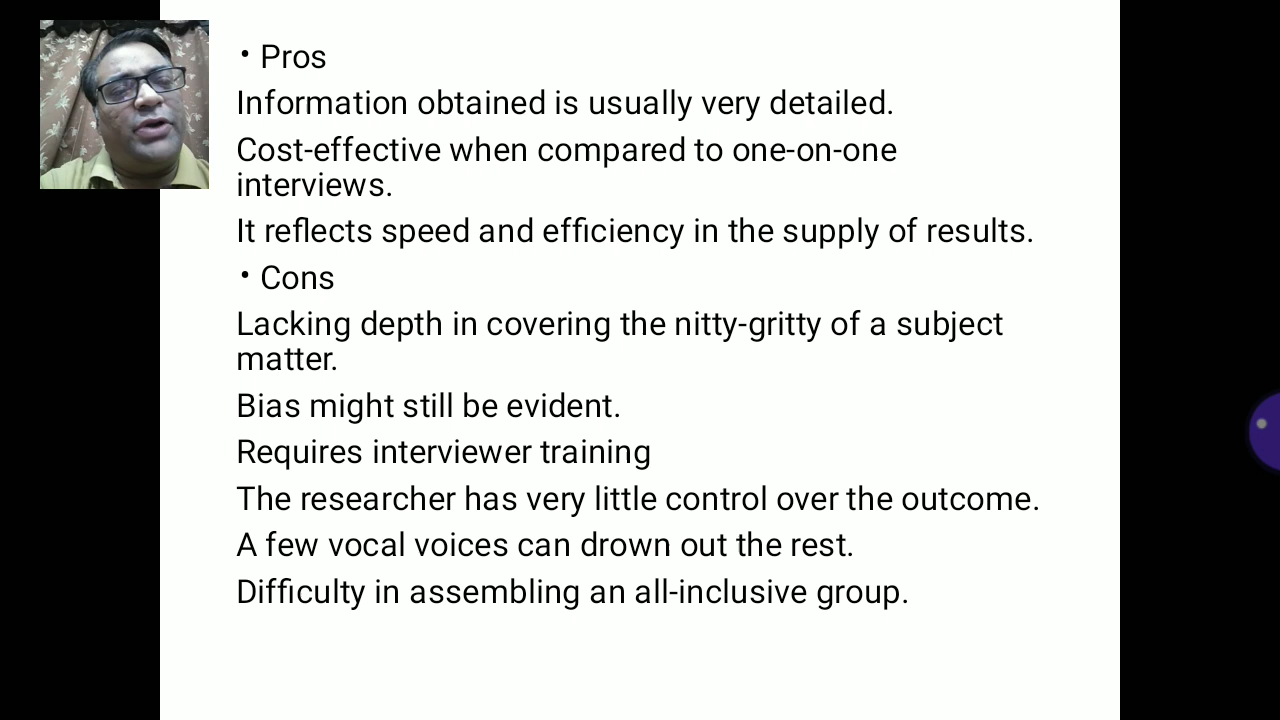 • Pros
Information obtained is usually very detailed.
Cost-effective when compared to one-on-one
interviews.
It reflects speed and efficiency in the supply of results.
• Cons
Lacking depth in covering the nitty-gritty of a subject
matter.
Bias might still be evident.
Requires interviewer training
The researcher has very little control over the outcome.
A few vocal voices can drown out the rest.
Difficulty in assembling an all-inclusive group.